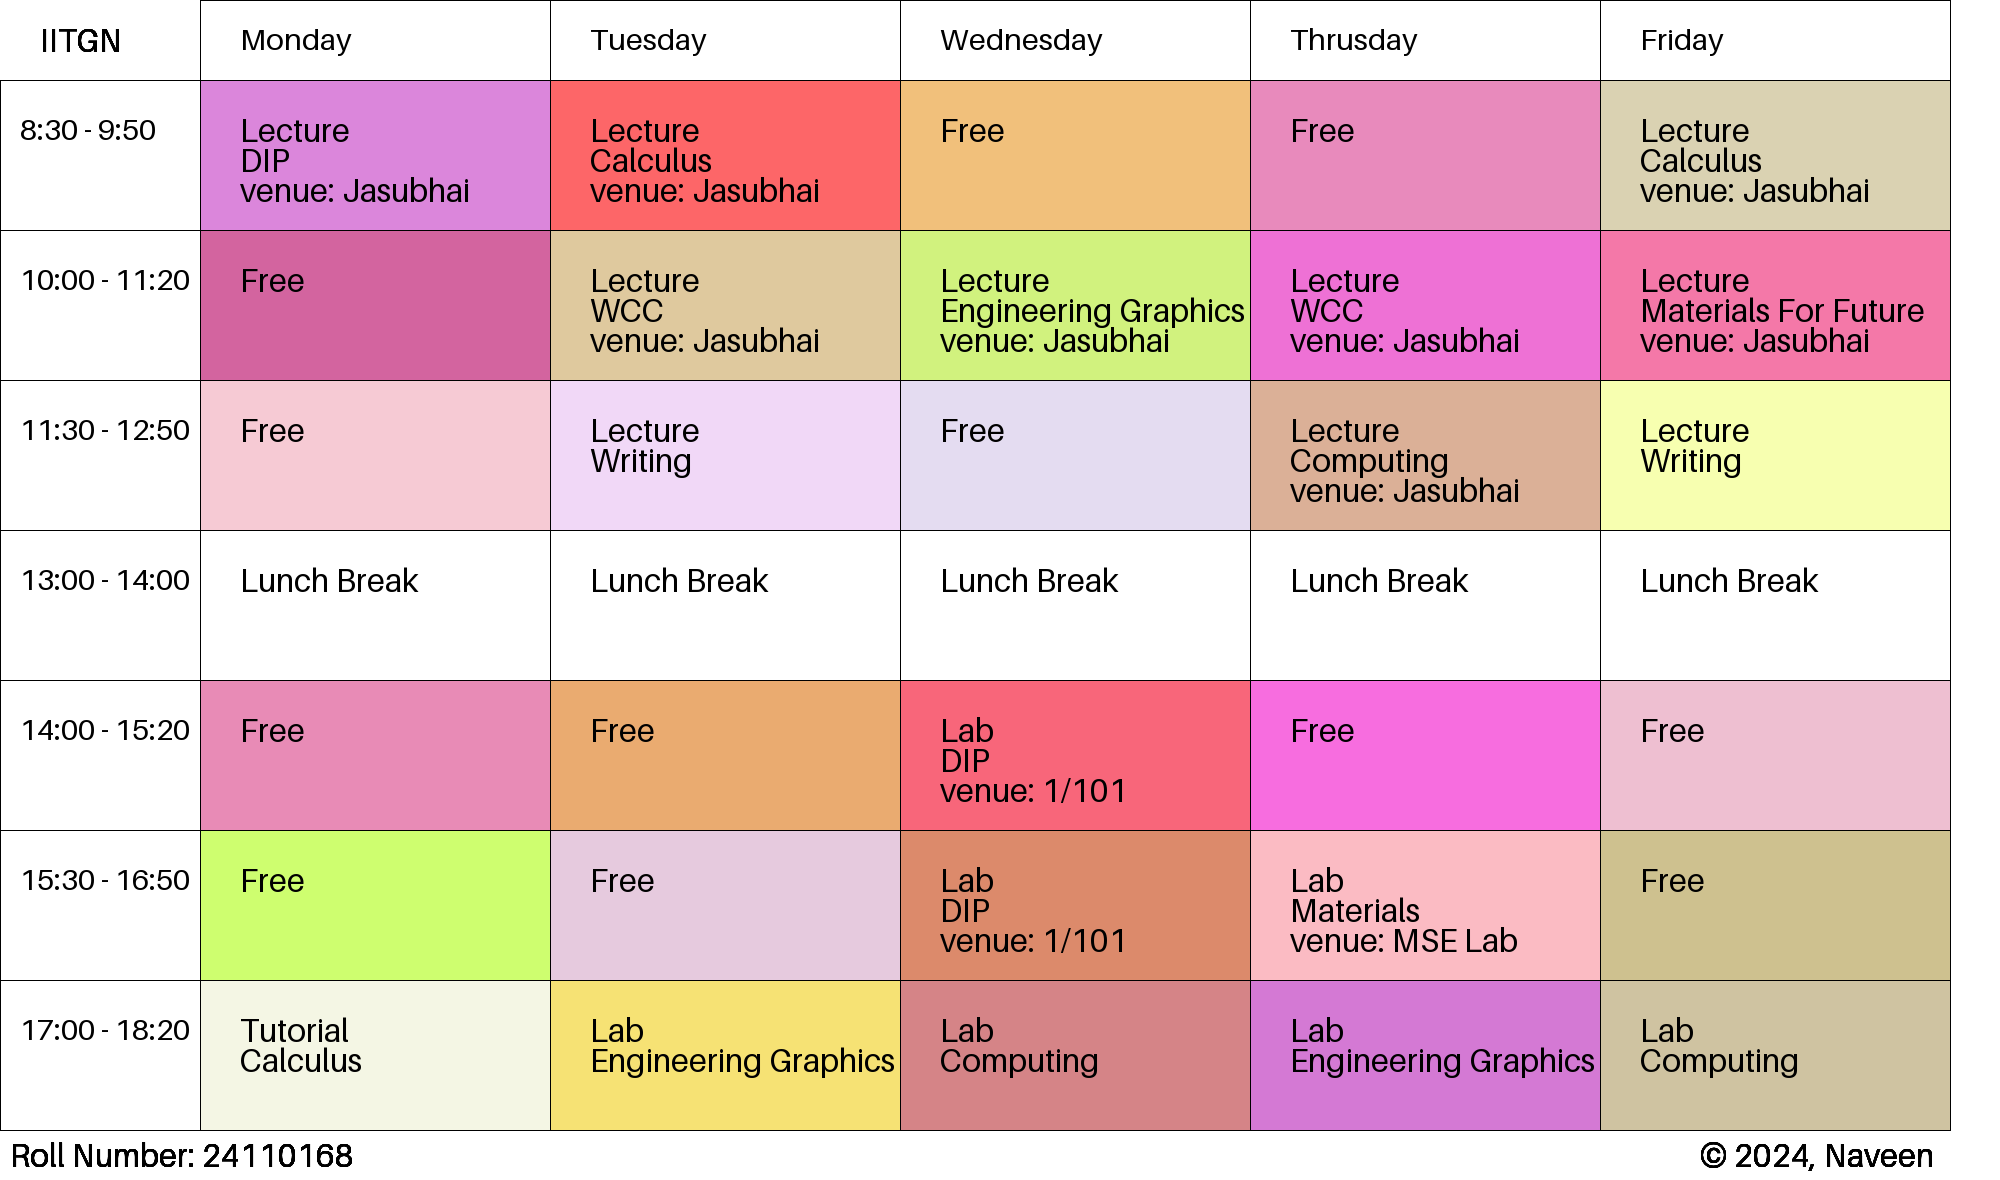 IITGN
Monday
Tuesday
Wednesday
Thrusday
Friday
8:30 - 9:50
Lecture
DIP
venue: Jasubhai
Lecture
Calculus
venue: Jasubhai
Free
Free
Lecture
Calculus
venue: Jasubhai
10:00 - 11:20
Free
Lecture
WCC
venue: Jasubhai
Lecture
Engineering Graphics
venue: Jasubhai
Lecture
WCC
venue: Jasubhai
Lecture
Materials For Future
venue: Jasubhai
11:30 - 12:50
Free
Lecture
Writing
Free
Lecture
Computing
venue: Jasubhai
Lecture
Writing
13:00 - 14:00
Lunch Break
Lunch Break
Lunch Break
Lunch Break
Lunch Break
14:00 - 15:20
Free
Free
Lab
DIP
venue: 1/101
Free
Free
15:30 - 16:50
Free
Free
Lab
DIP
venue: 1/101
Lab
Materials
venue: MSE Lab
Free
17:00 - 18:20
Tutorial
Calculus
Lab
Engineering Graphics
Lab
Computing
Lab
Engineering Graphics
Lab
Computing
Roll Number: 24110168
© 2024, Naveen